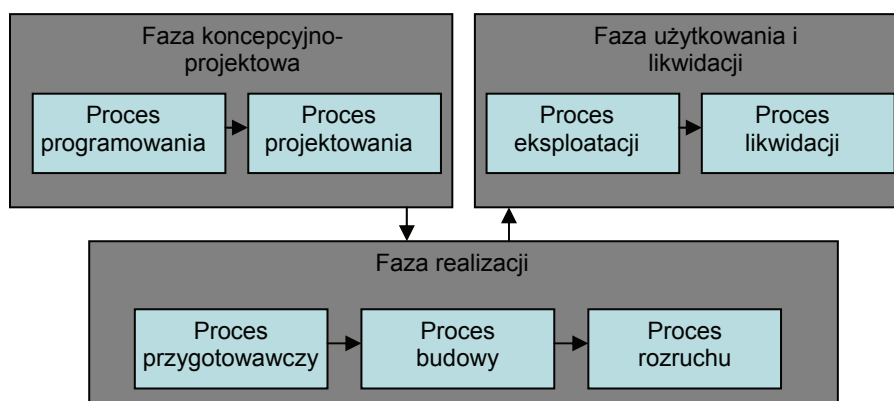 Faza koncepcyjno-
projektowa
Proces
programowania
Proces
projektowania
Faza użytkowania i
likwidacji
Proces
eksploatacji
Proces
likwidacji
Faza realizacji
Proces
przygotowawczy
Proces
budowy
Proces
rozruchu